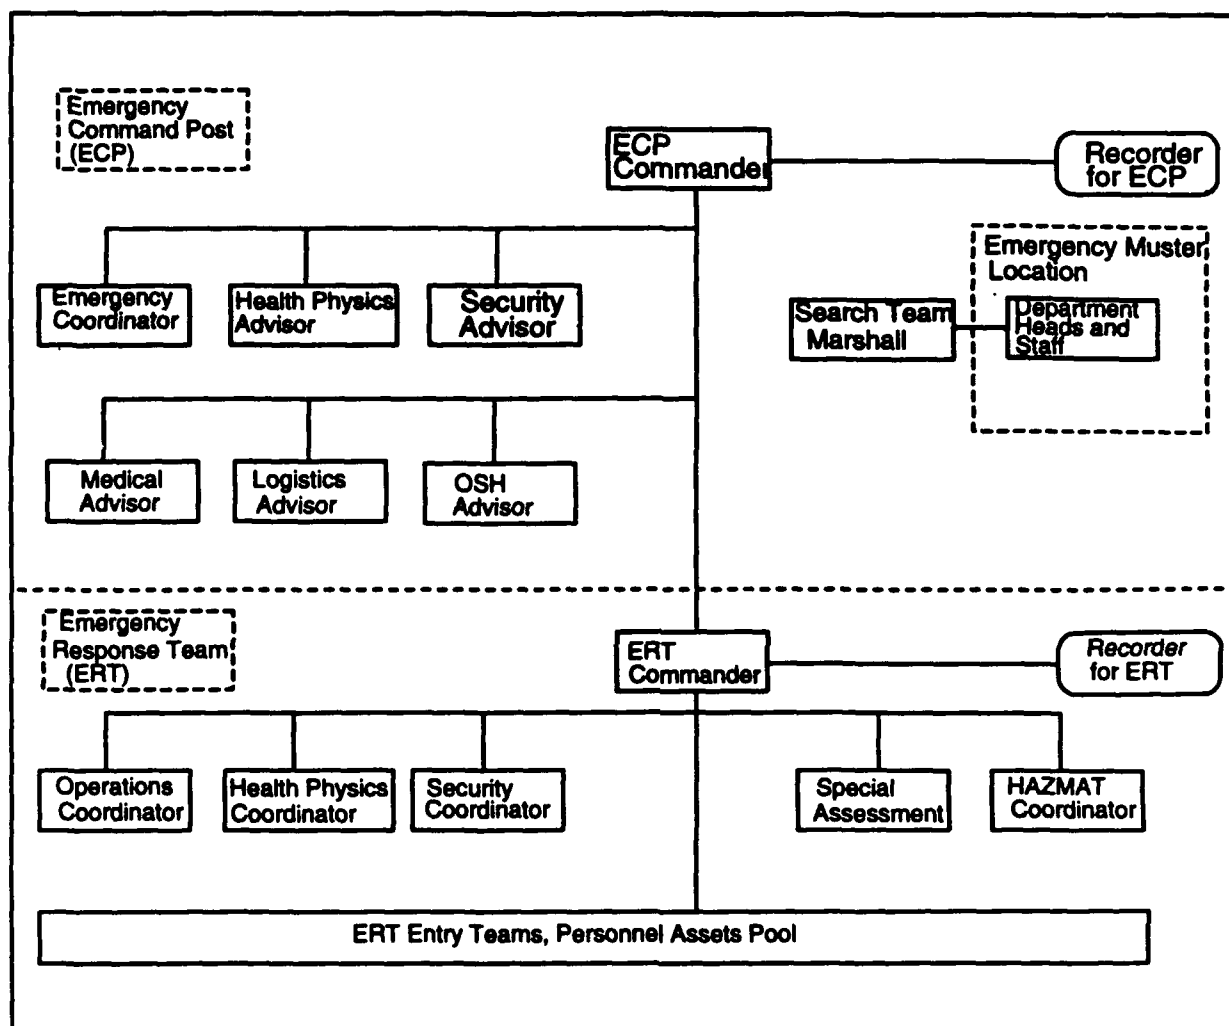 Emergency
Command Post
(ECP)
ECP
Commander
Recorder
for ECP
Emergency Muster
Location
Emergency
Coordinator
Health Physics
Advisor
Security
Advisor
Search Team
Marshall
Department
Heads and
Staff
Medical
Advisor
Logistics
Advisor
OSH
Advisor
Emergency
Response Team
(ERT)
ERT
Commander
Recorder
for ERT
Operations
Coordinator
Health Physics
Coordinator
Security
Coordinator
Special
Assessment
HAZMAT
Coordinator
ERT Entry Teams, Personnel Assets Pool